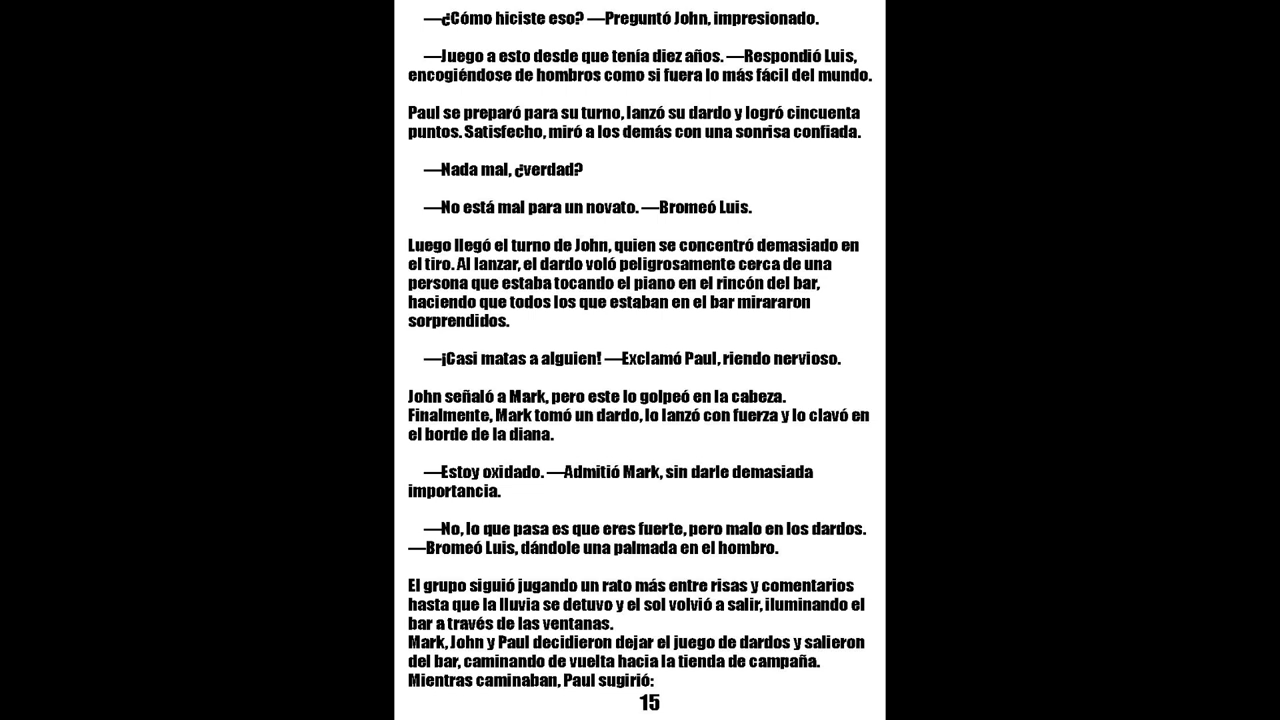 —¿Cómo hiciste eso? —Preguntó John, impresionado.
—Juego a esto desde que tenía diez años. —Respondió Luis,
encogiéndose de hombros como si fuera lo más fácil del mundo.
Paul se preparó para su turno, lanzó su dardo y logró cincuenta
puntos. Satisfecho, miró a los demás con una sonrisa confiada.
—Nada mal, ¿verdad?
—No está mal para un novato. —Bromeó Luis.
Luego llegó el turno de John, quien se concentró demasiado en
el tiro. Al lanzar, el dardo voló peligrosamente cerca de una
persona que estaba tocando el piano en el rincón del bar,
haciendo que todos los que estaban en el bar mirararon
sorprendidos.
—¡Casi matas a alguien! —Exclamó Paul, riendo nervioso.
John señaló a Mark, pero este lo golpeó en la cabeza.
Finalmente, Mark tomó un dardo, lo lanzó con fuerza y lo clavó en
el borde de la diana.
—Estoy oxidado. —Admitió Mark, sin darle demasiada
importancia.
—No, lo que pasa es que eres fuerte, pero malo en los dardos.
—Bromeó Luis, dándole una palmada en el hombro.
El grupo siguió jugando un rato más entre risas y comentarios
hasta que la lluvia se detuvo y el sol volvió a salir, iluminando el
bar a través de las ventanas.
Mark, John y Paul decidieron dejar el juego de dardos y salieron
del bar, caminando de vuelta hacia la tienda de campaña.
Mientras caminaban, Paul sugirió:
15